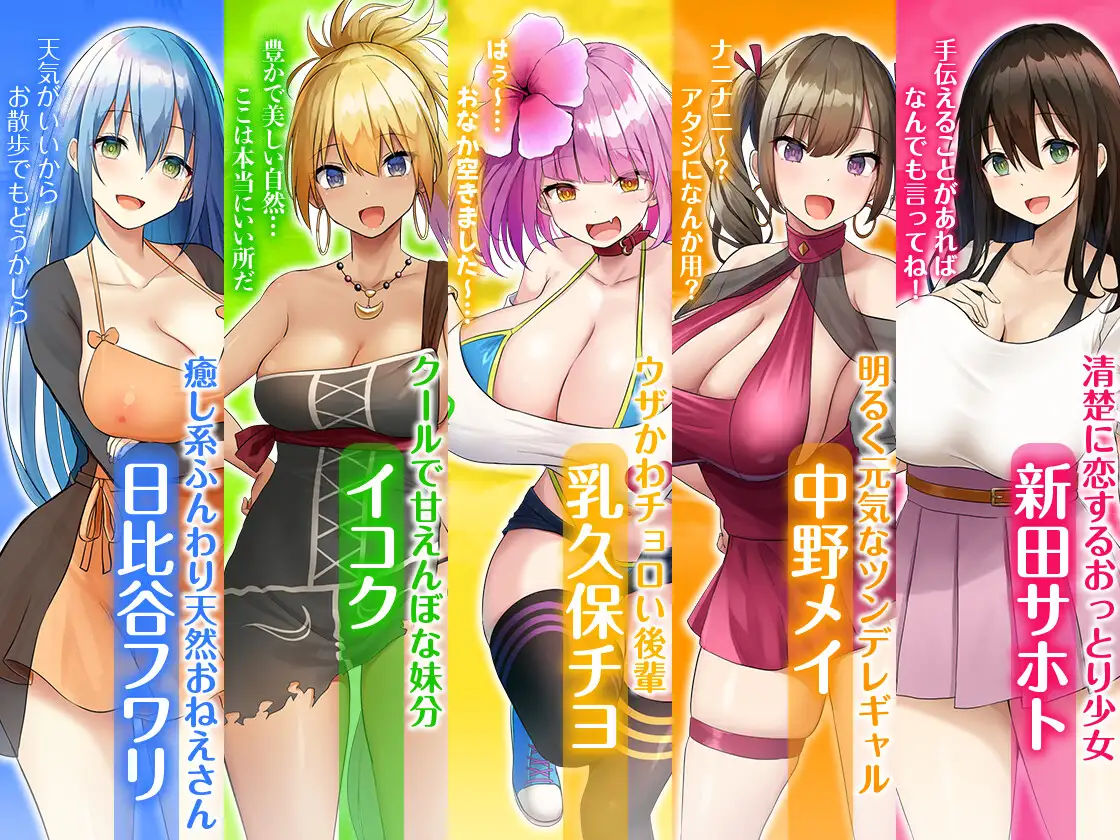 手伝えることがあれば
なんでも言ってね！
清楚に恋するおっとり少女
新田サホト
ナニナニ～？
アタシになんか用？
明るく元気なツンデレギャル
中野メイ
はぅ～…
おなか空きました～…
ウザかわチョロい後輩
乳久保チヨ
豊かで美しい自然…
ここは本当にいい所だ
クールで甘えんぼな妹分
イコク
天気がいいから
お散歩でもどうかしら
癒し系ふんわり天然おねえさん
日比谷フワリ